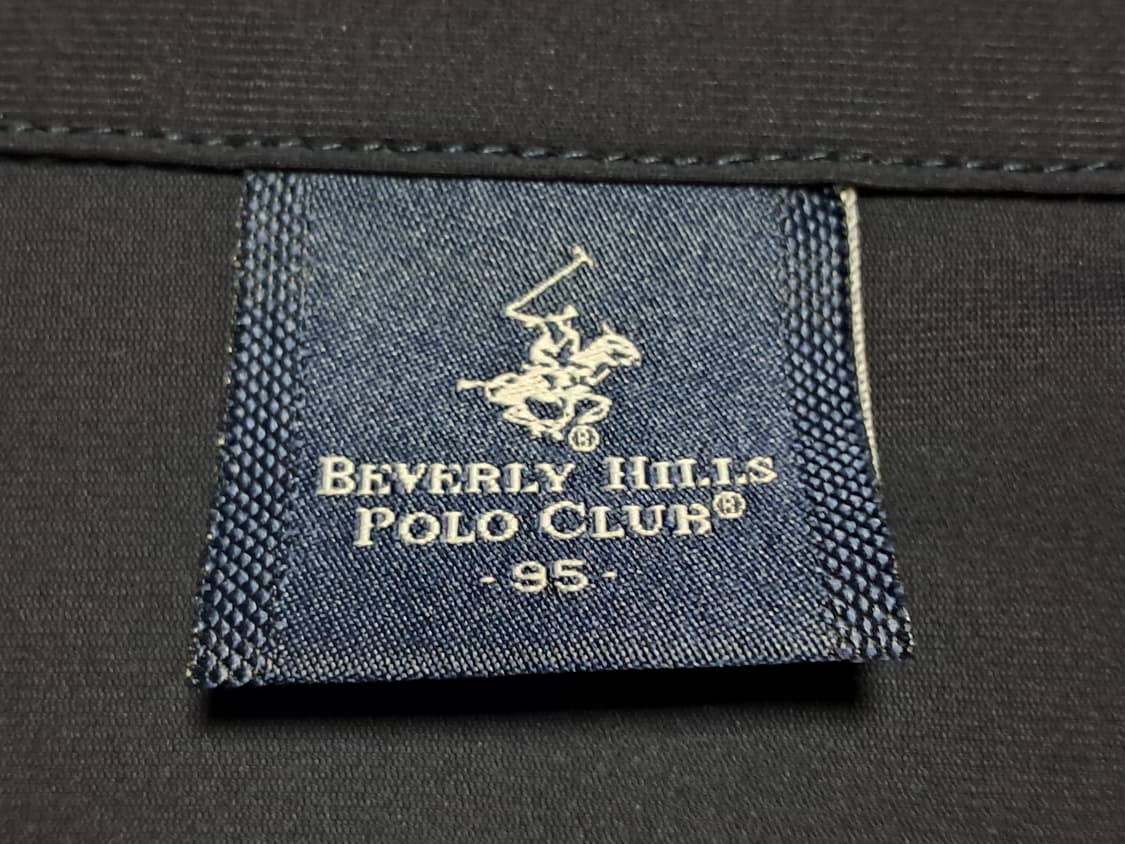 ®
BEVERLY HILLS
POLO CLUB®
- 95 -